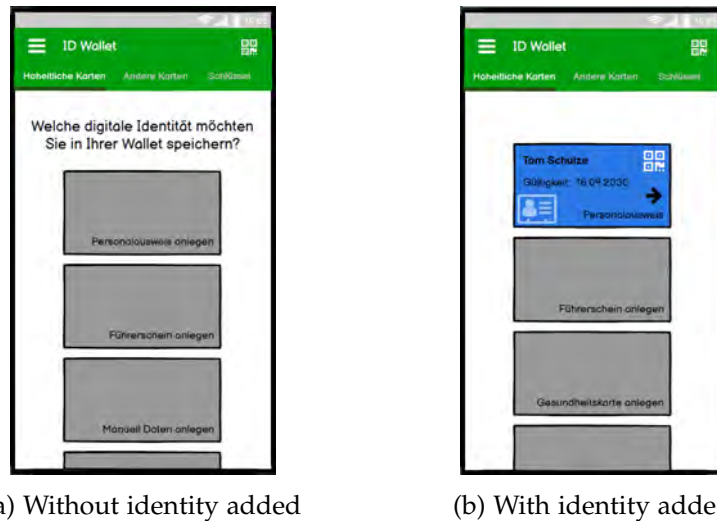 ID Wallet
Hoheitliche Karten Andere Karten Schlüssel
Welche digitale Identität möchten
Sie in Ihrer Wallet speichern?
Personalausweis anlegen
Führerschein anlegen
Manuell Daten anlegen
a) Without identity added
ID Wallet
Hoheitliche Karten Andere Karten Schlüssel
Tom Schulze
Gültigkeit: 16.09.2030
Personalausweis
Führerschein anlegen
Gesundheitskarte anlegen
(b) With identity adde